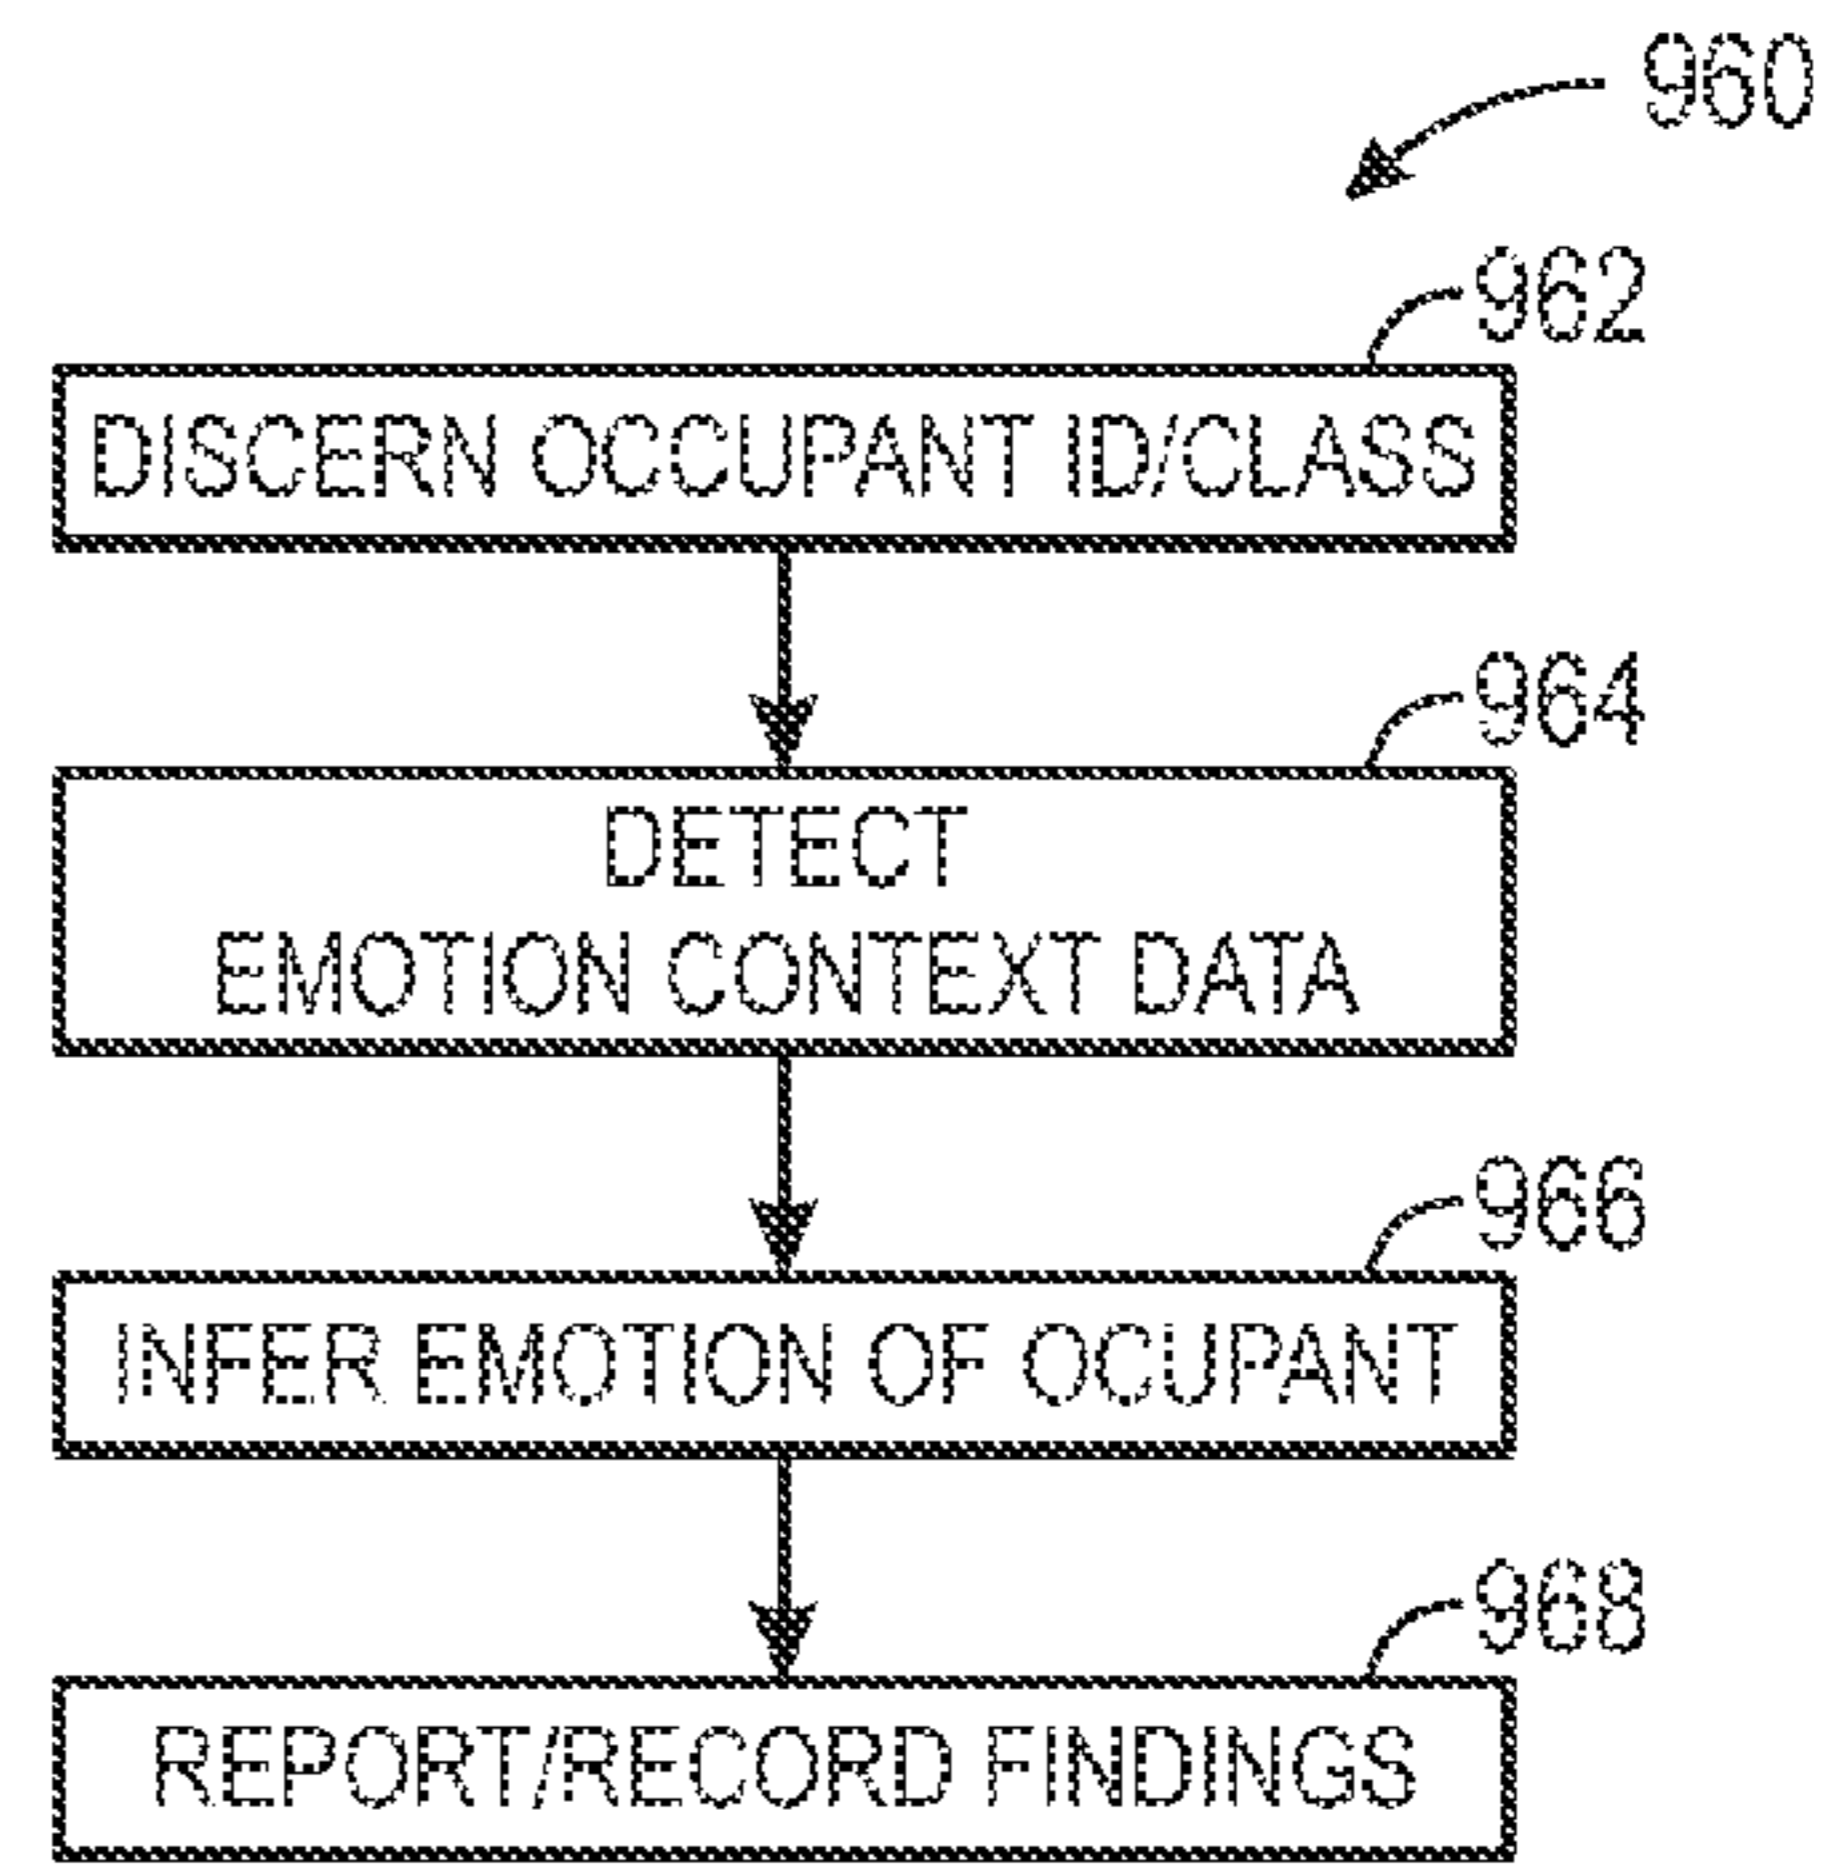 960
962
DISCERN OCCUPANT ID/CLASS
964
DETECT
EMOTION CONTEXT DATA
966
INFER EMOTION OF OCUPANT
968
REPORT/RECORD FINDINGS